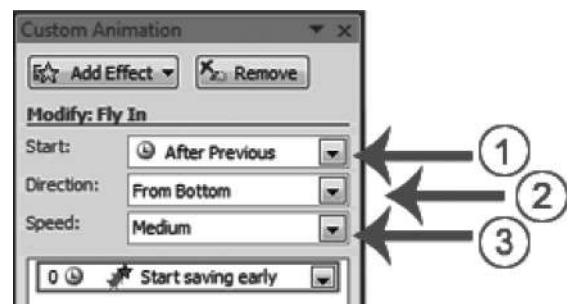 Custom Animation
Add Effect Remove
Modify: Fly In
Start: After Previous 1
Direction: From Bottom 2
Speed: Medium 3
0 Start saving early